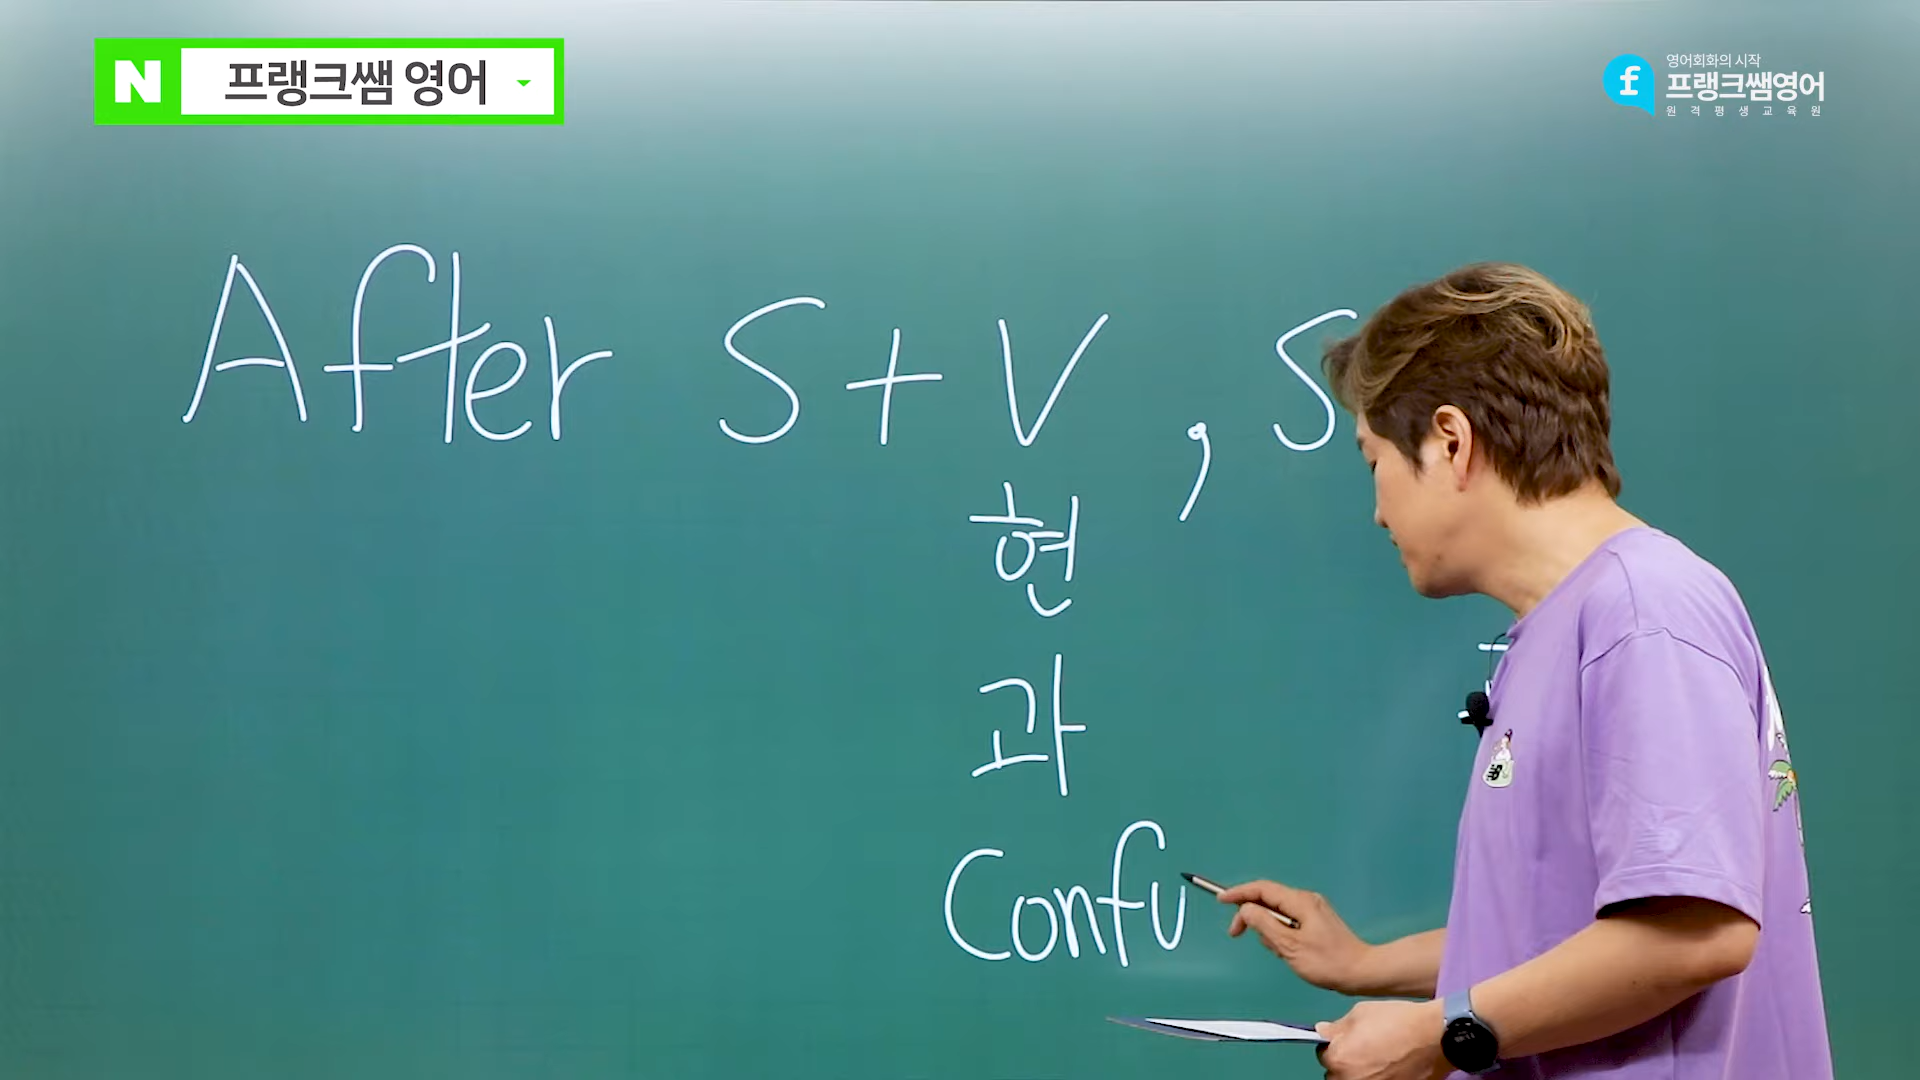 N 프랭크쌤 영어
영어회화의 시작
프랭크쌤영어
원격평생교육원
After S + V , S
현
과
Confu